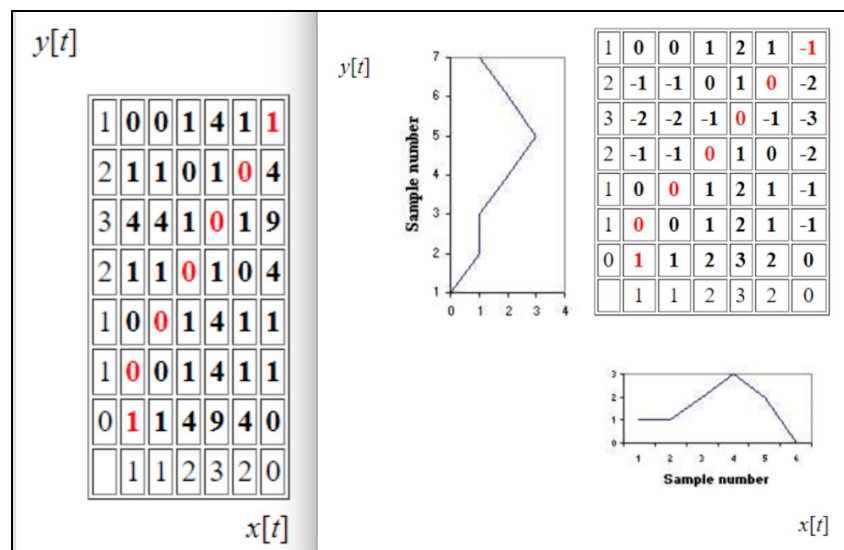 y[t]
1 0 0 1 4 1 1
2 1 1 0 1 0 4
3 4 4 1 0 1 9
2 1 1 0 1 0 4
1 0 0 1 4 1 1
1 0 0 1 4 1 1
0 1 1 4 9 4 0
1 1 2 3 2 0
x[t]
y[t]
Sample number
7
6
5
4
3
2
1
0 1 2 3 4
1 0 0 1 2 1 -1
2 -1 -1 0 1 0 -2
3 -2 -2 -1 0 -1 -3
2 -1 -1 0 1 0 -2
1 0 0 1 2 1 -1
1 0 0 1 2 1 -1
0 1 1 2 3 2 0
1 1 2 3 2 0
3
2
1
0
1 2 3 4 5 6
Sample number
x[t]